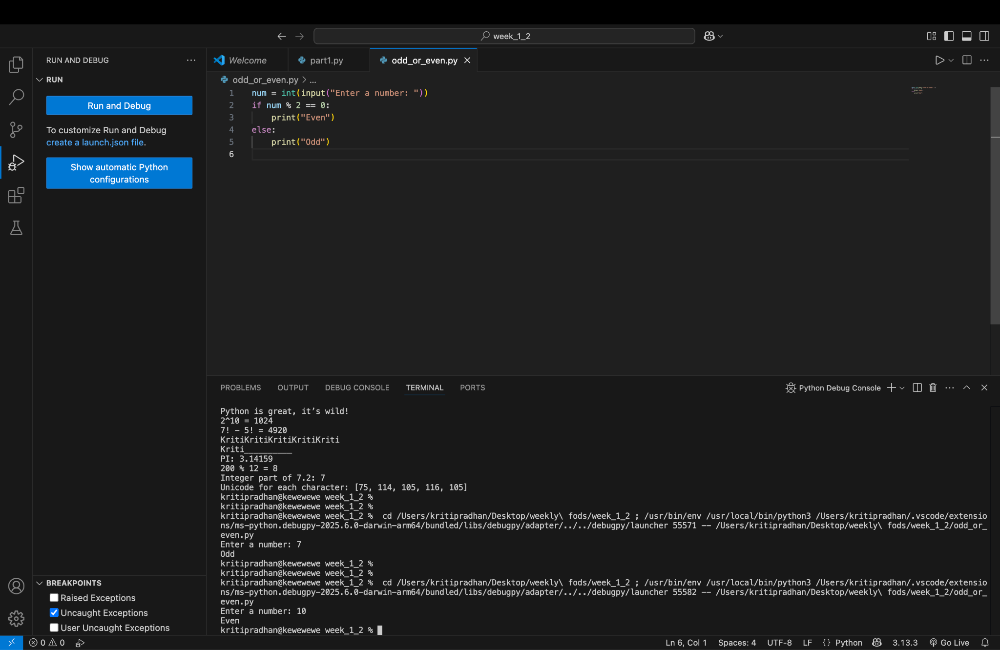 week_1_2
RUN AND DEBUG
RUN
Run and Debug
To customize Run and Debug
create a launch.json file.
Show automatic Python
configurations
Welcome
part1.py
odd_or_even.py
odd_or_even.py > ...
1 num = int(input("Enter a number: "))
2 if num % 2 == 0:
3     print("Even")
4 else:
5     print("Odd")
6
PROBLEMS OUTPUT DEBUG CONSOLE TERMINAL PORTS
Python Debug Console
Python is great, it’s wild!
2^10 = 1024
7! - 5! = 4920
KritiKritiKritiKritiKriti
Kriti__________
PI: 3.14159
200 % 12 = 8
Integer part of 7.2: 7
Unicode for each character: [75, 114, 105, 116, 105]
kritipradhan@kewewewe week_1_2 %
kritipradhan@kewewewe week_1_2 %
kritipradhan@kewewewe week_1_2 %  cd /Users/kritipradhan/Desktop/weekly\ fods/week_1_2 ; /usr/bin/env /usr/local/bin/python3 /Users/kritipradhan/.vscode/extensio
ns/ms-python.debugpy-2025.6.0-darwin-arm64/bundled/libs/debugpy/adapter/../../debugpy/launcher 55571 -- /Users/kritipradhan/Desktop/weekly\ fods/week_1_2/odd_or_
even.py
Enter a number: 7
Odd
kritipradhan@kewewewe week_1_2 %
kritipradhan@kewewewe week_1_2 %
kritipradhan@kewewewe week_1_2 %  cd /Users/kritipradhan/Desktop/weekly\ fods/week_1_2 ; /usr/bin/env /usr/local/bin/python3 /Users/kritipradhan/.vscode/extensio
ns/ms-python.debugpy-2025.6.0-darwin-arm64/bundled/libs/debugpy/adapter/../../debugpy/launcher 55582 -- /Users/kritipradhan/Desktop/weekly\ fods/week_1_2/odd_or_
even.py
Enter a number: 10
Even
kritipradhan@kewewewe week_1_2 %
BREAKPOINTS
Raised Exceptions
Uncaught Exceptions
User Uncaught Exceptions
0 0
Ln 6, Col 1 Spaces: 4 UTF-8 LF {} Python 3.13.3 Go Live